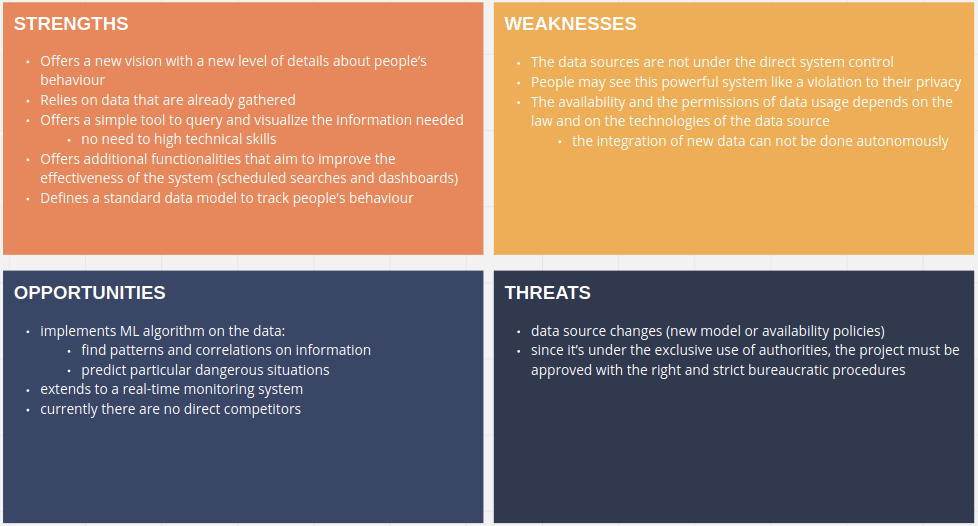 STRENGTHS
• Offers a new vision with a new level of details about people's
behaviour
• Relies on data that are already gathered
• Offers a simple tool to query and visualize the information needed
• no need to high technical skills
• Offers additional functionalities that aim to improve the
effectiveness of the system (scheduled searches and dashboards)
• Defines a standard data model to track people's behaviour
WEAKNESSES
• The data sources are not under the direct system control
• People may see this powerful system like a violation to their privacy
• The availability and the permissions of data usage depends on the
law and on the technologies of the data source
• the integration of new data can not be done autonomously
OPPORTUNITIES
• implements ML algorithm on the data:
• find patterns and correlations on information
• predict particular dangerous situations
• extends to a real-time monitoring system
• currently there are no direct competitors
THREATS
• data source changes (new model or availability policies)
• since it's under the exclusive use of authorities, the project must be
approved with the right and strict bureaucratic procedures